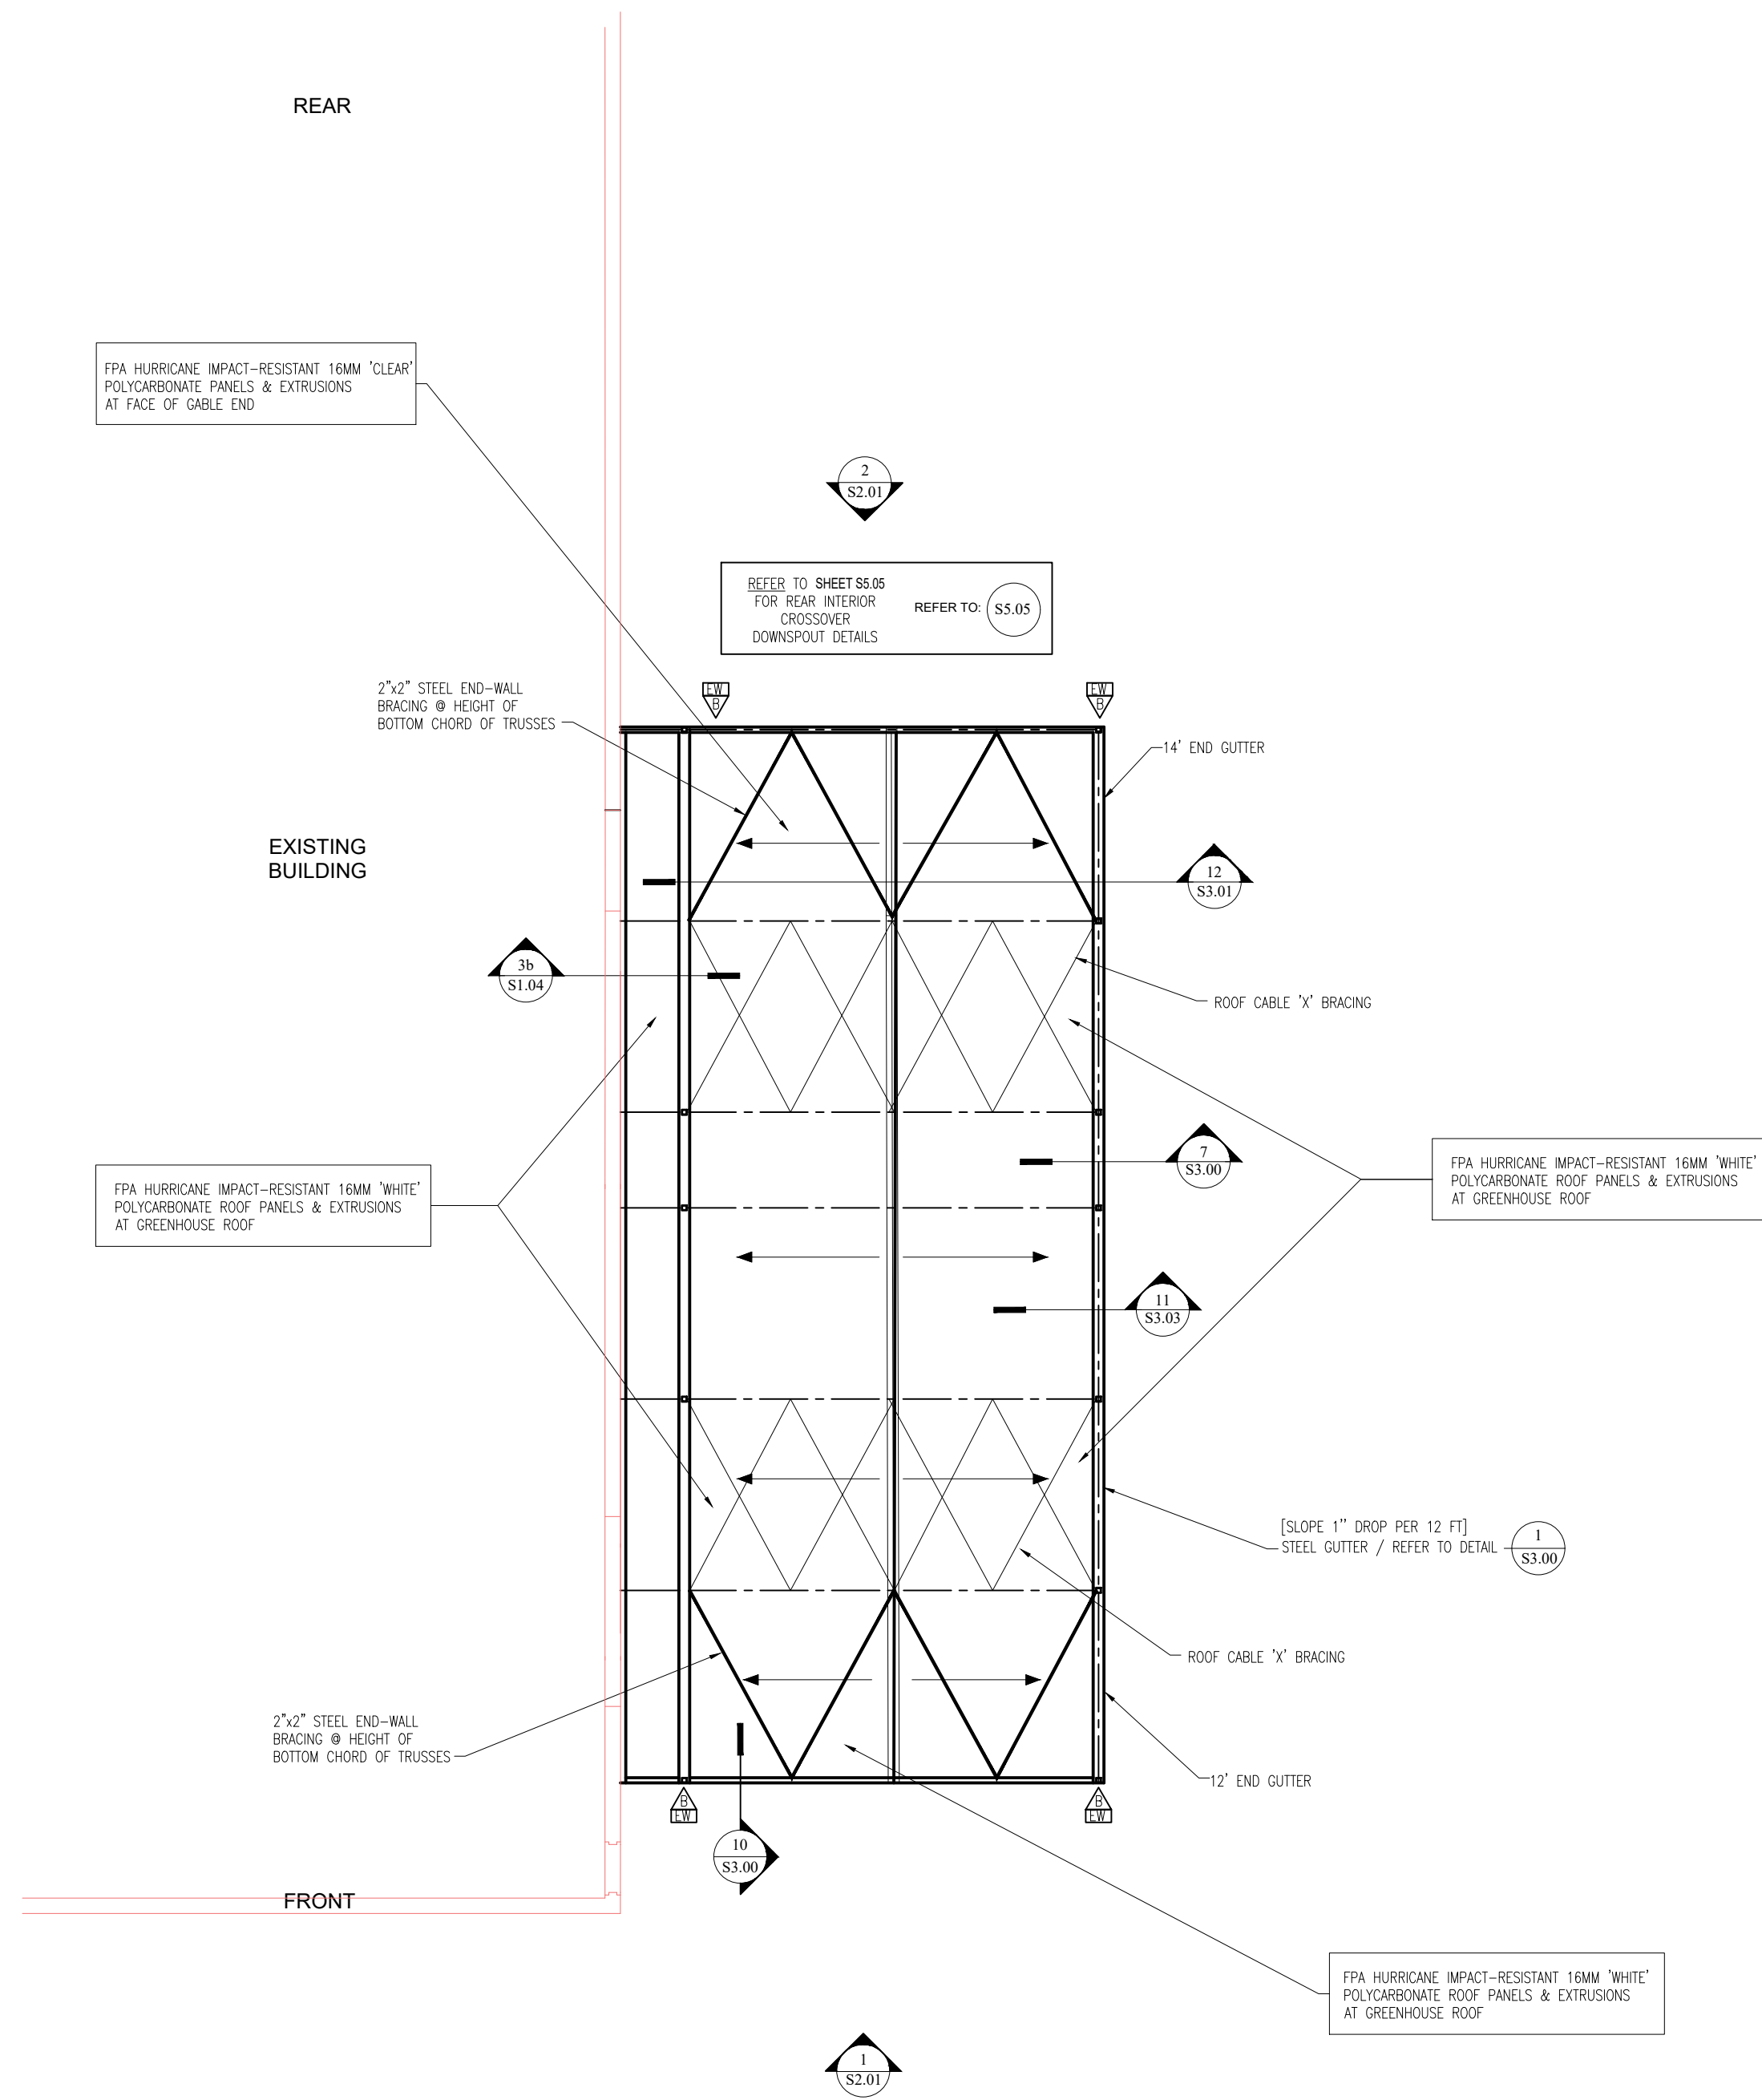 REAR
FPA HURRICANE IMPACT-RESISTANT 16MM 'CLEAR'
POLYCARBONATE PANELS & EXTRUSIONS
AT FACE OF GABLE END
2
S2.01
REFER TO SHEET S5.05
FOR REAR INTERIOR
CROSSOVER
DOWNSPOUT DETAILS
REFER TO:
S5.05
2"x2" STEEL END-WALL
BRACING @ HEIGHT OF
BOTTOM CHORD OF TRUSSES
EW
B
EW
B
14' END GUTTER
EXISTING
BUILDING
12
S3.01
3b
S1.04
ROOF CABLE 'X' BRACING
7
S3.00
FPA HURRICANE IMPACT-RESISTANT 16MM 'WHITE'
POLYCARBONATE ROOF PANELS & EXTRUSIONS
AT GREENHOUSE ROOF
FPA HURRICANE IMPACT-RESISTANT 16MM 'WHITE'
POLYCARBONATE ROOF PANELS & EXTRUSIONS
AT GREENHOUSE ROOF
11
S3.03
[SLOPE 1'' DROP PER 12 FT]
STEEL GUTTER / REFER TO DETAIL
1
S3.00
ROOF CABLE 'X' BRACING
2"x2" STEEL END-WALL
BRACING @ HEIGHT OF
BOTTOM CHORD OF TRUSSES
12' END GUTTER
B
EW
B
EW
10
S3.00
FRONT
FPA HURRICANE IMPACT-RESISTANT 16MM 'WHITE'
POLYCARBONATE ROOF PANELS & EXTRUSIONS
AT GREENHOUSE ROOF
1
S2.01